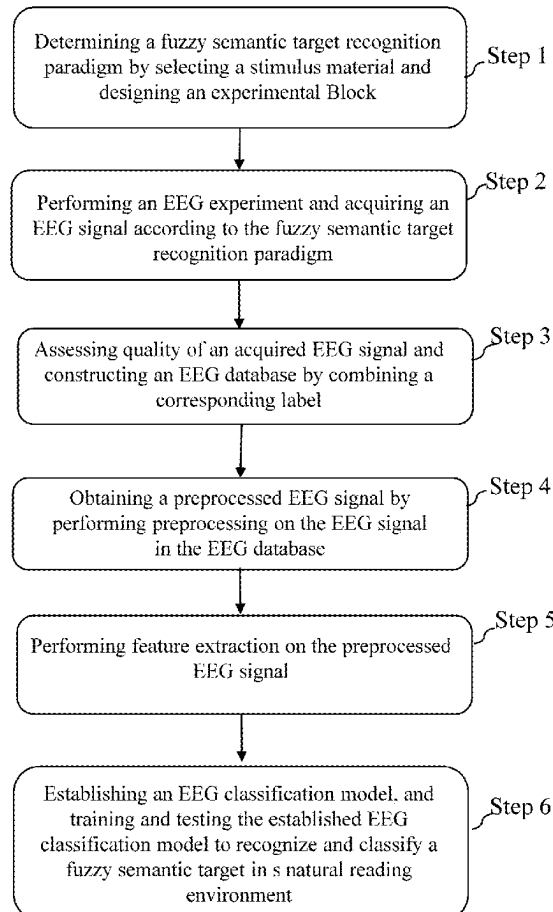 Determining a fuzzy semantic target recognition
paradigm by selecting a stimulus material and
designing an experimental Block
Step 1
Performing an EEG experiment and acquiring an
EEG signal according to the fuzzy semantic target
recognition paradigm
Step 2
Assessing quality of an acquired EEG signal and
constructing an EEG database by combining a
corresponding label
Step 3
Obtaining a preprocessed EEG signal by
performing preprocessing on the EEG signal
in the EEG database
Step 4
Performing feature extraction on the preprocessed
EEG signal
Step 5
Establishing an EEG classification model, and
training and testing the established EEG
classification model to recognize and classify a
fuzzy semantic target in s natural reading
environment
Step 6